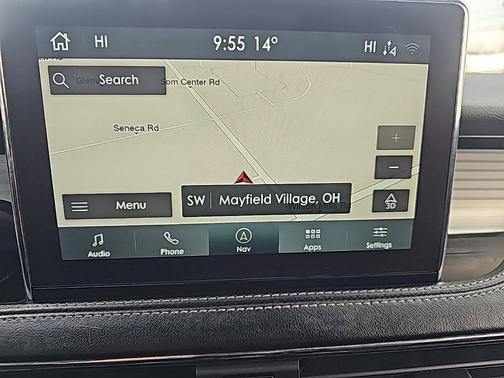 HI 9:55 14° HI
Search
Som Center Rd
Seneca Rd
+
−
Menu
SW Mayfield Village, OH
3D
Audio Phone Nav Apps Settings